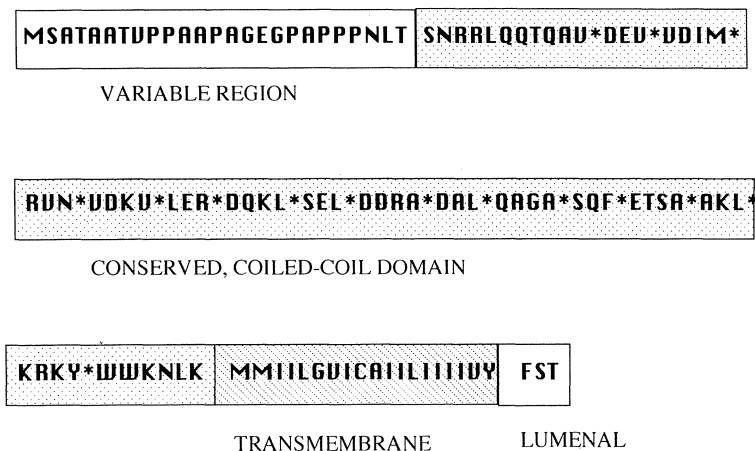 MSATAATVPPAAPAGEGPAPPPNLT SNRRLQQTQAV*DEV*VDIM*
VARIABLE REGION
RVN*VDKV*LER*DQKL*SEL*DDRA*DAL*QAGA*SQF*ETSA*AKL*
CONSERVED, COILED-COIL DOMAIN
KRKY*WWKNLK MMIILGVICAIILIIIIVY FST
TRANSMEMBRANE LUMENAL